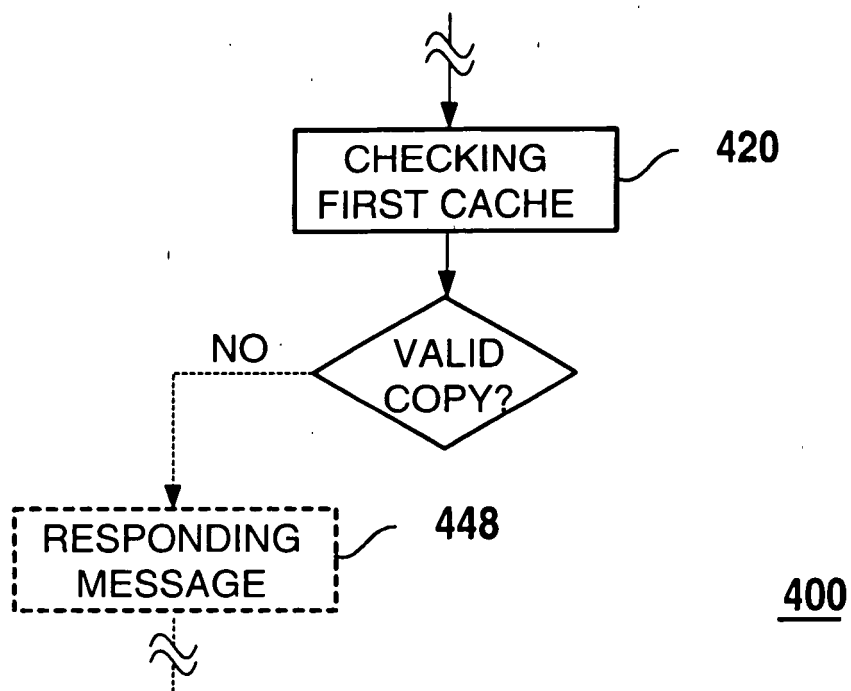 CHECKING
FIRST CACHE
420
NO
VALID
COPY?
RESPONDING
MESSAGE
448
400